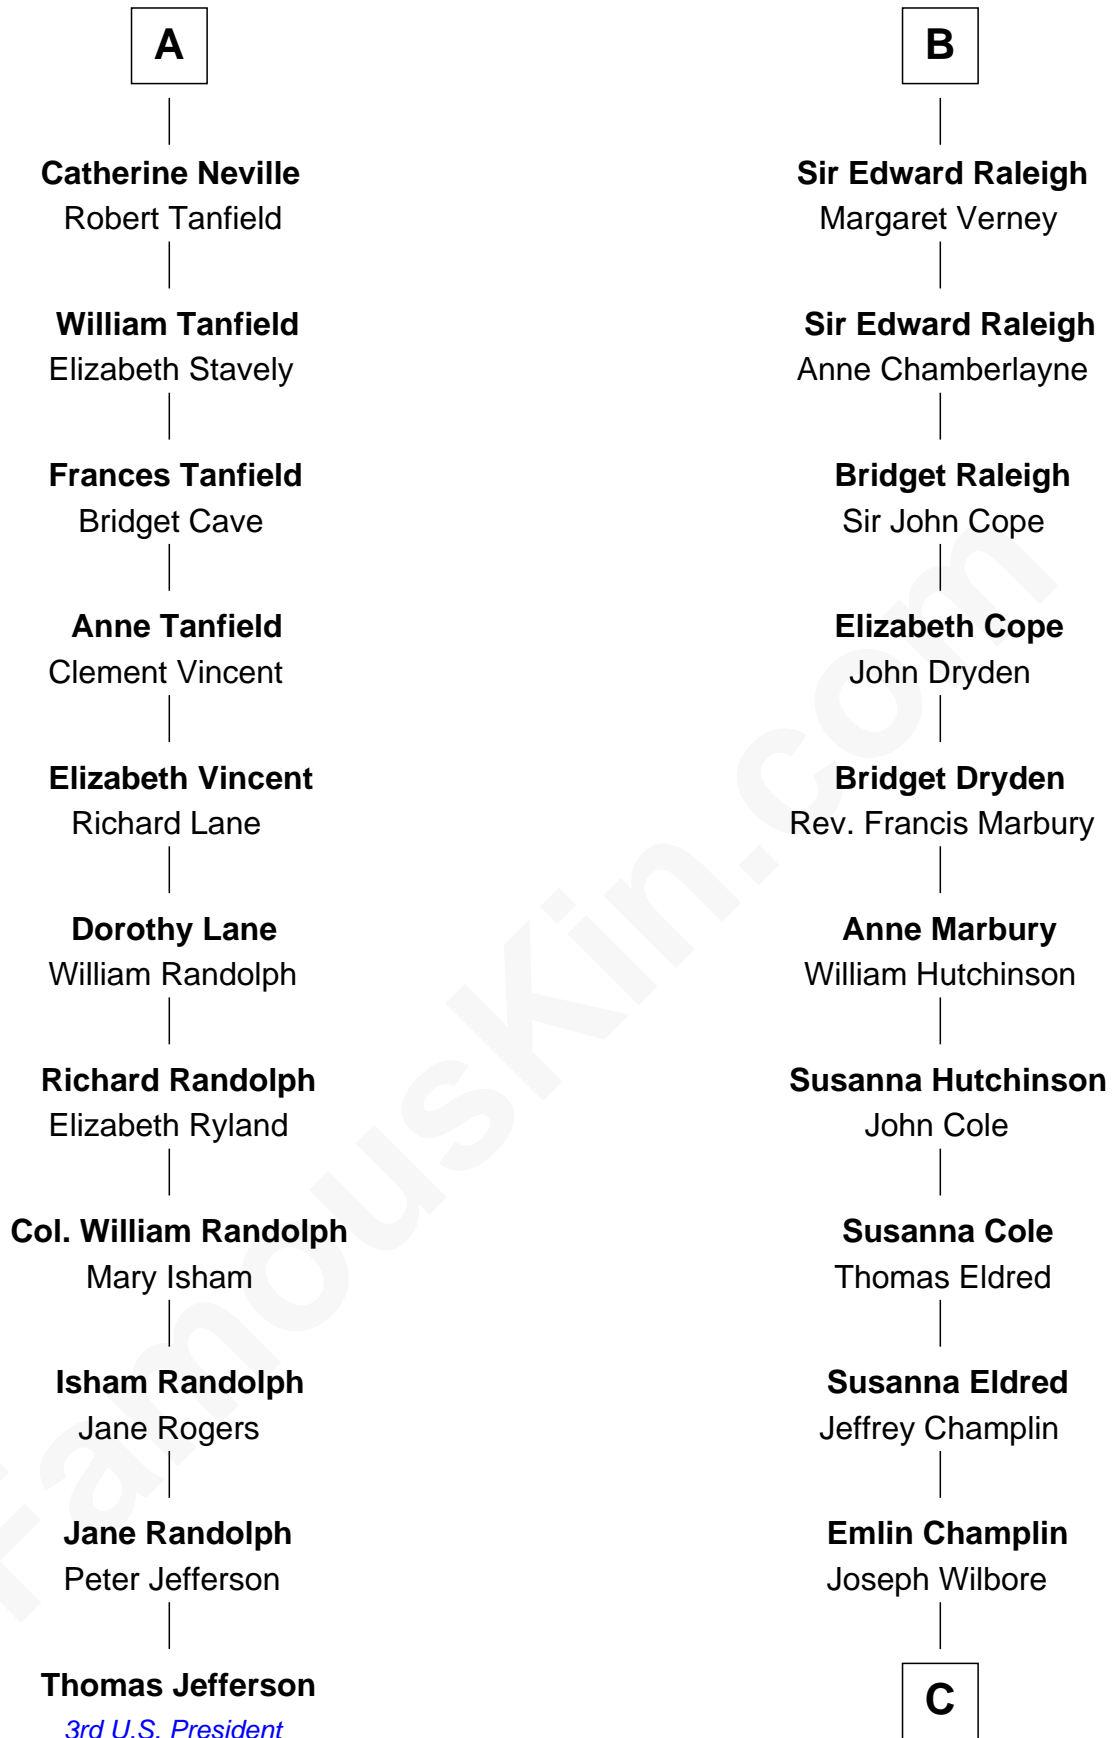 A
Catherine Neville
Robert Tanfield
William Tanfield
Elizabeth Stavely
Frances Tanfield
Bridget Cave
Anne Tanfield
Clement Vincent
Elizabeth Vincent
Richard Lane
Dorothy Lane
William Randolph
Richard Randolph
Elizabeth Ryland
Col. William Randolph
Mary Isham
Isham Randolph
Jane Rogers
Jane Randolph
Peter Jefferson
Thomas Jefferson
3rd U.S. President
B
Sir Edward Raleigh
Margaret Verney
Sir Edward Raleigh
Anne Chamberlayne
Bridget Raleigh
Sir John Cope
Elizabeth Cope
John Dryden
Bridget Dryden
Rev. Francis Marbury
Anne Marbury
William Hutchinson
Susanna Hutchinson
John Cole
Susanna Cole
Thomas Eldred
Susanna Eldred
Jeffrey Champlin
Emlin Champlin
Joseph Wilbore
C
FamousKin.com